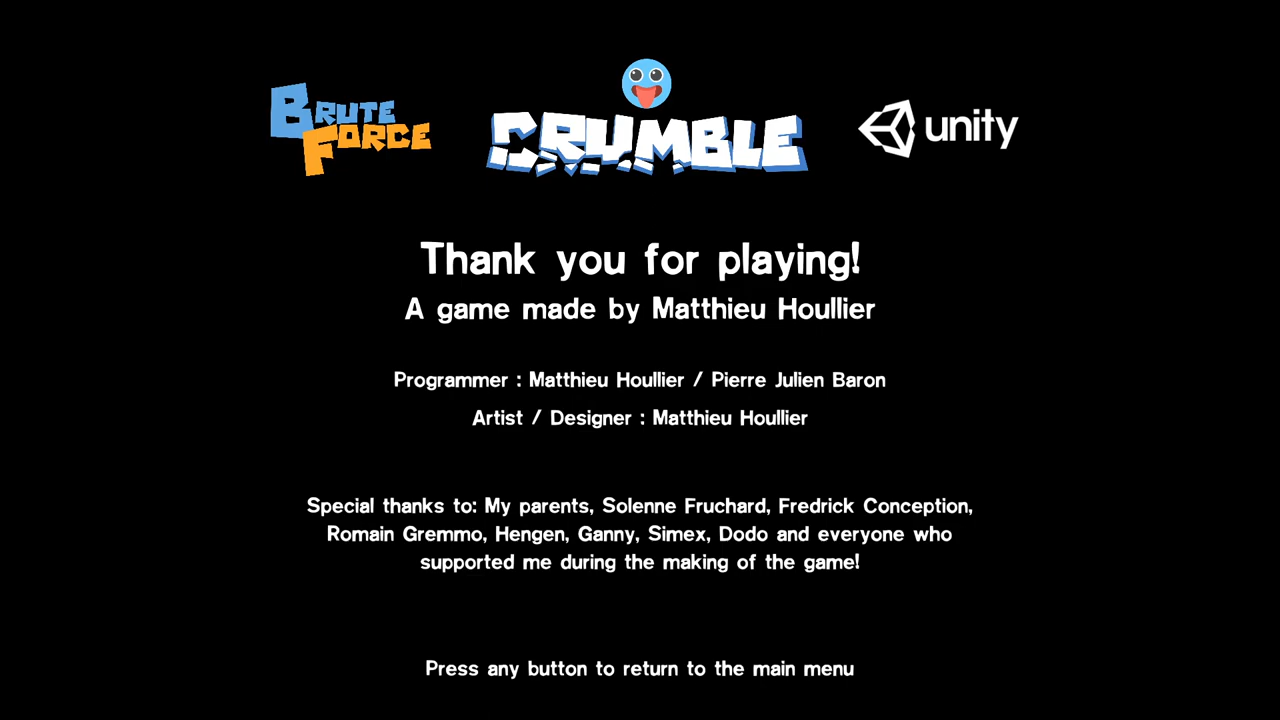 BRUTE
FORCE
CRUMBLE
unity
Thank you for playing!
A game made by Matthieu Houllier
Programmer : Matthieu Houllier / Pierre Julien Baron
Artist / Designer : Matthieu Houllier
Special thanks to: My parents, Solenne Fruchard, Fredrick Conception,
Romain Gremmo, Hengen, Ganny, Simex, Dodo and everyone who
supported me during the making of the game!
Press any button to return to the main menu